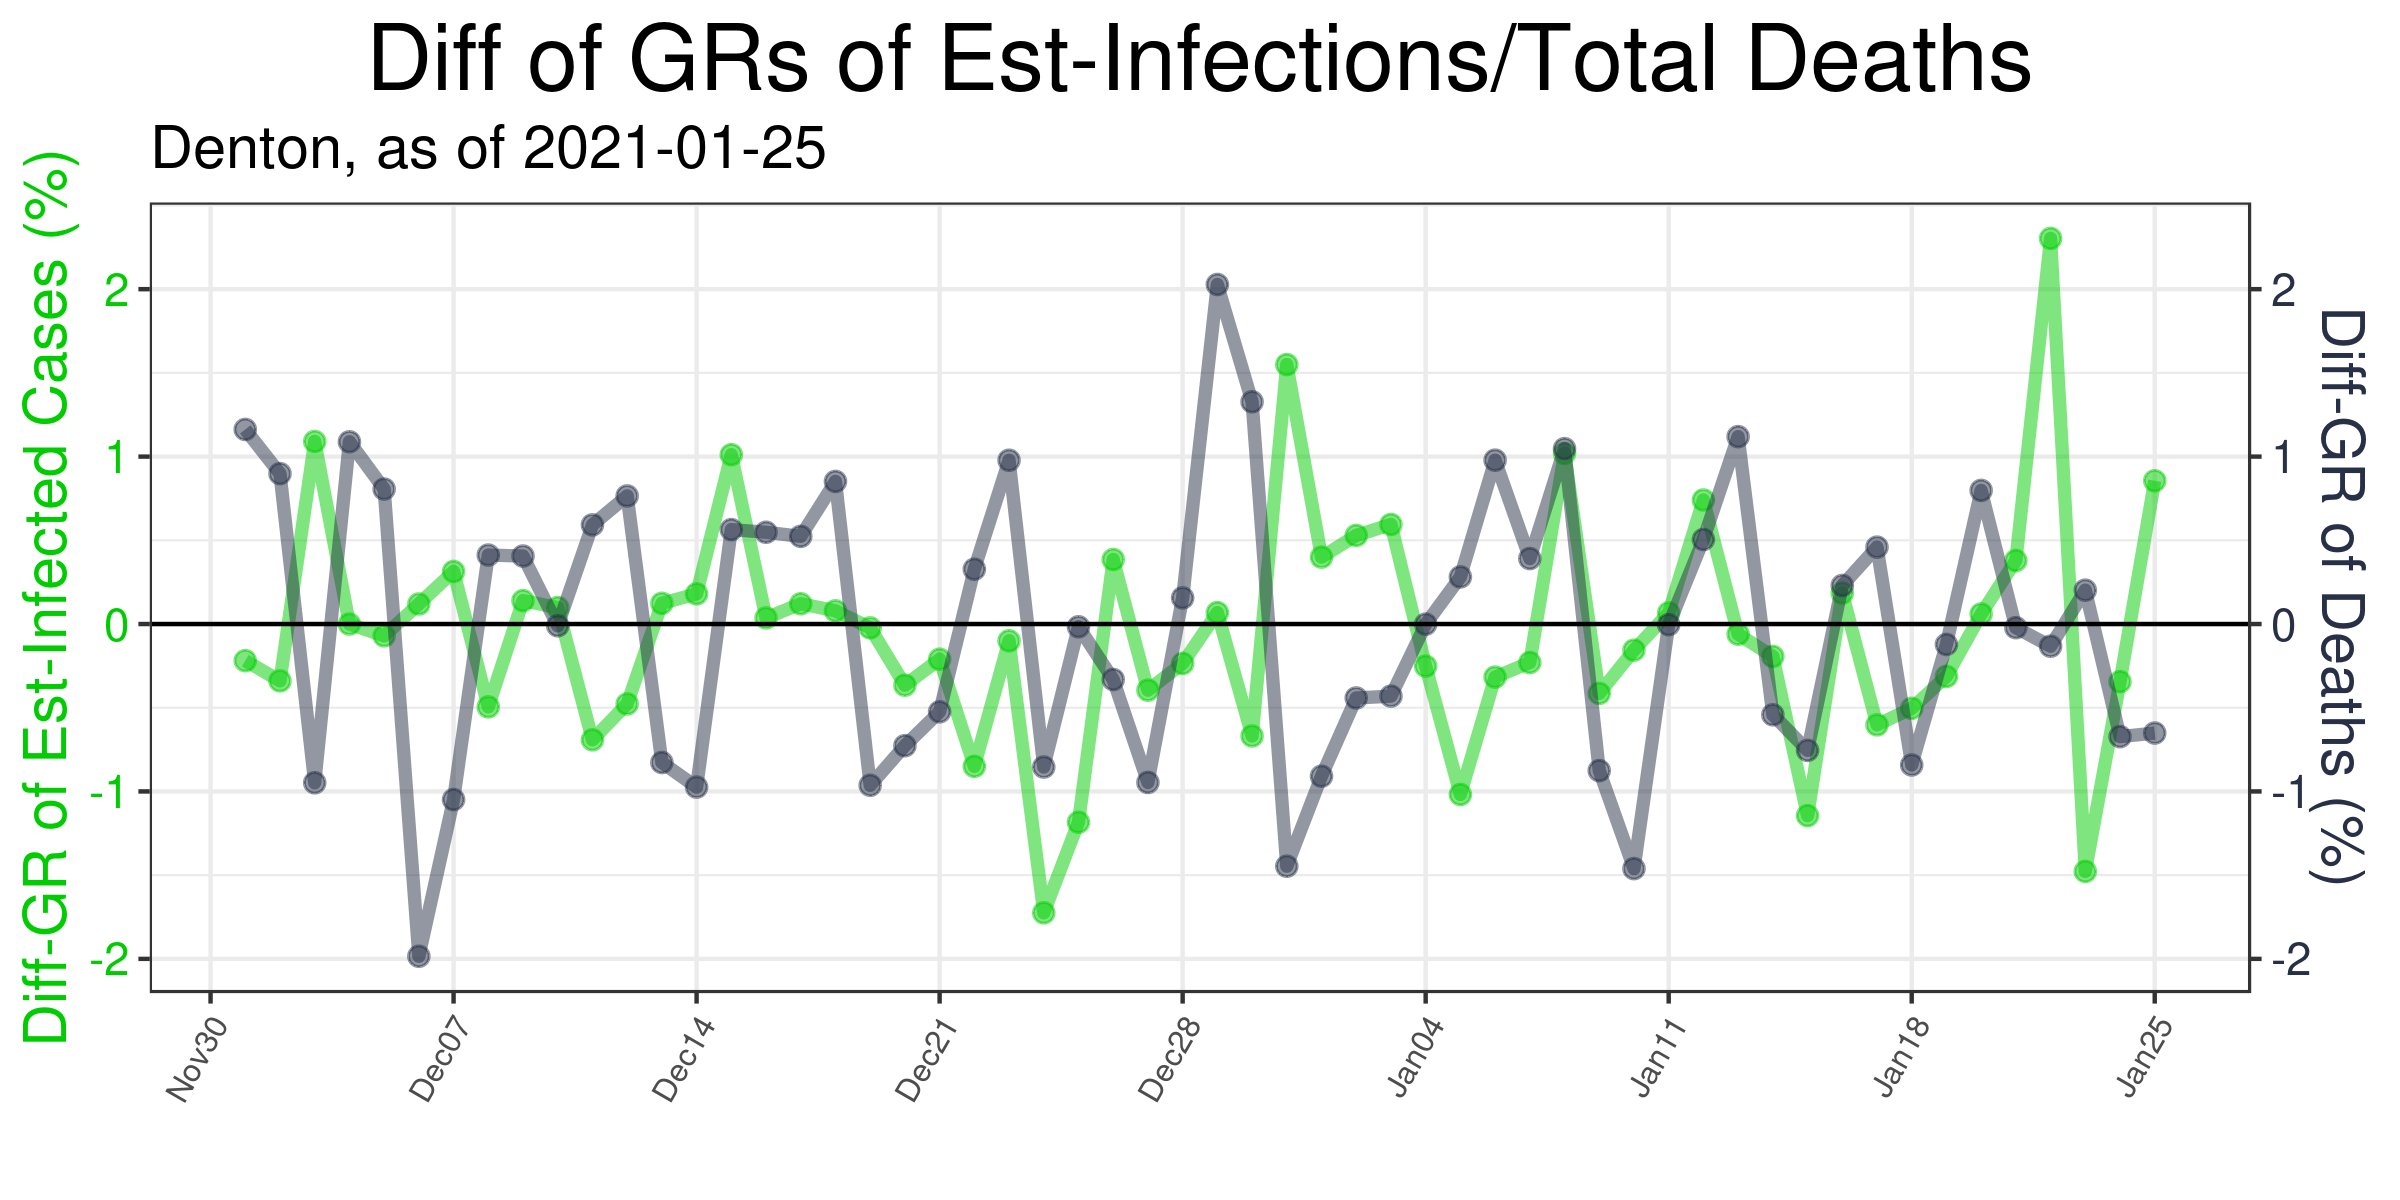 Diff of GRs of Est-Infections/Total Deaths
Denton, as of 2021-01-25
Diff-GR of Est-Infected Cases (%)
2
1
0
-1
-2
2
1
0
-1
-2
Diff-GR of Deaths (%)
Nov30
Dec07
Dec14
Dec21
Dec28
Jan04
Jan11
Jan18
Jan25